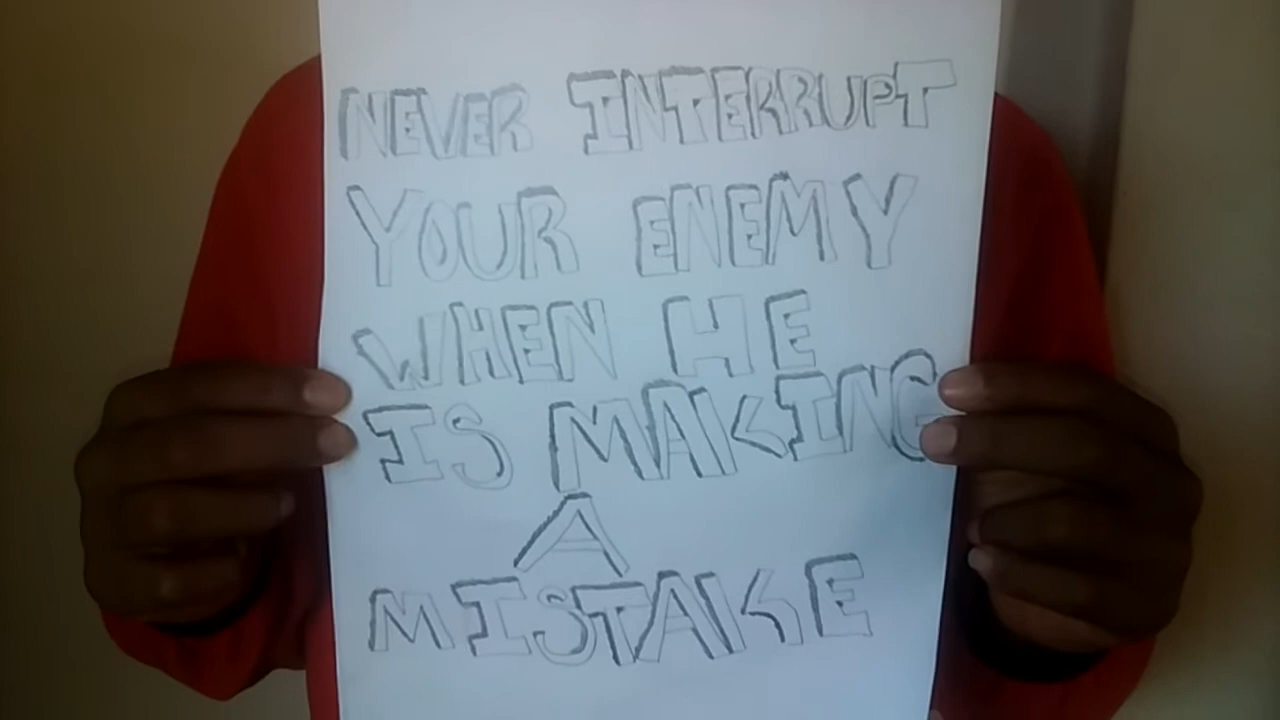 NEVER INTERRUPT
YOUR ENEMY
WHEN HE
IS MAKING
A
MISTAKE